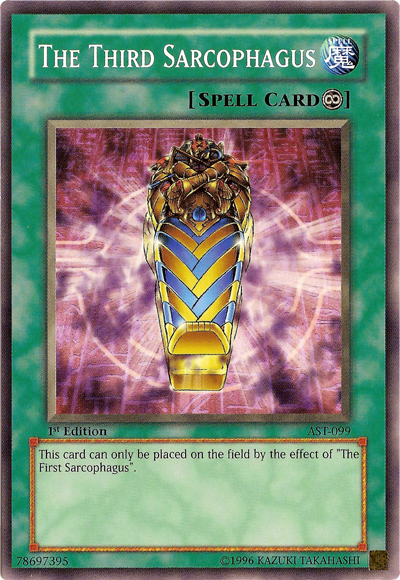 THE THIRD SARCOPHAGUS
SPELL
魔
[SPELL CARD]
1st Edition
AST-099
This card can only be placed on the field by the effect of "The
First Sarcophagus".
78697395
©1996 KAZUKI TAKAHASHI